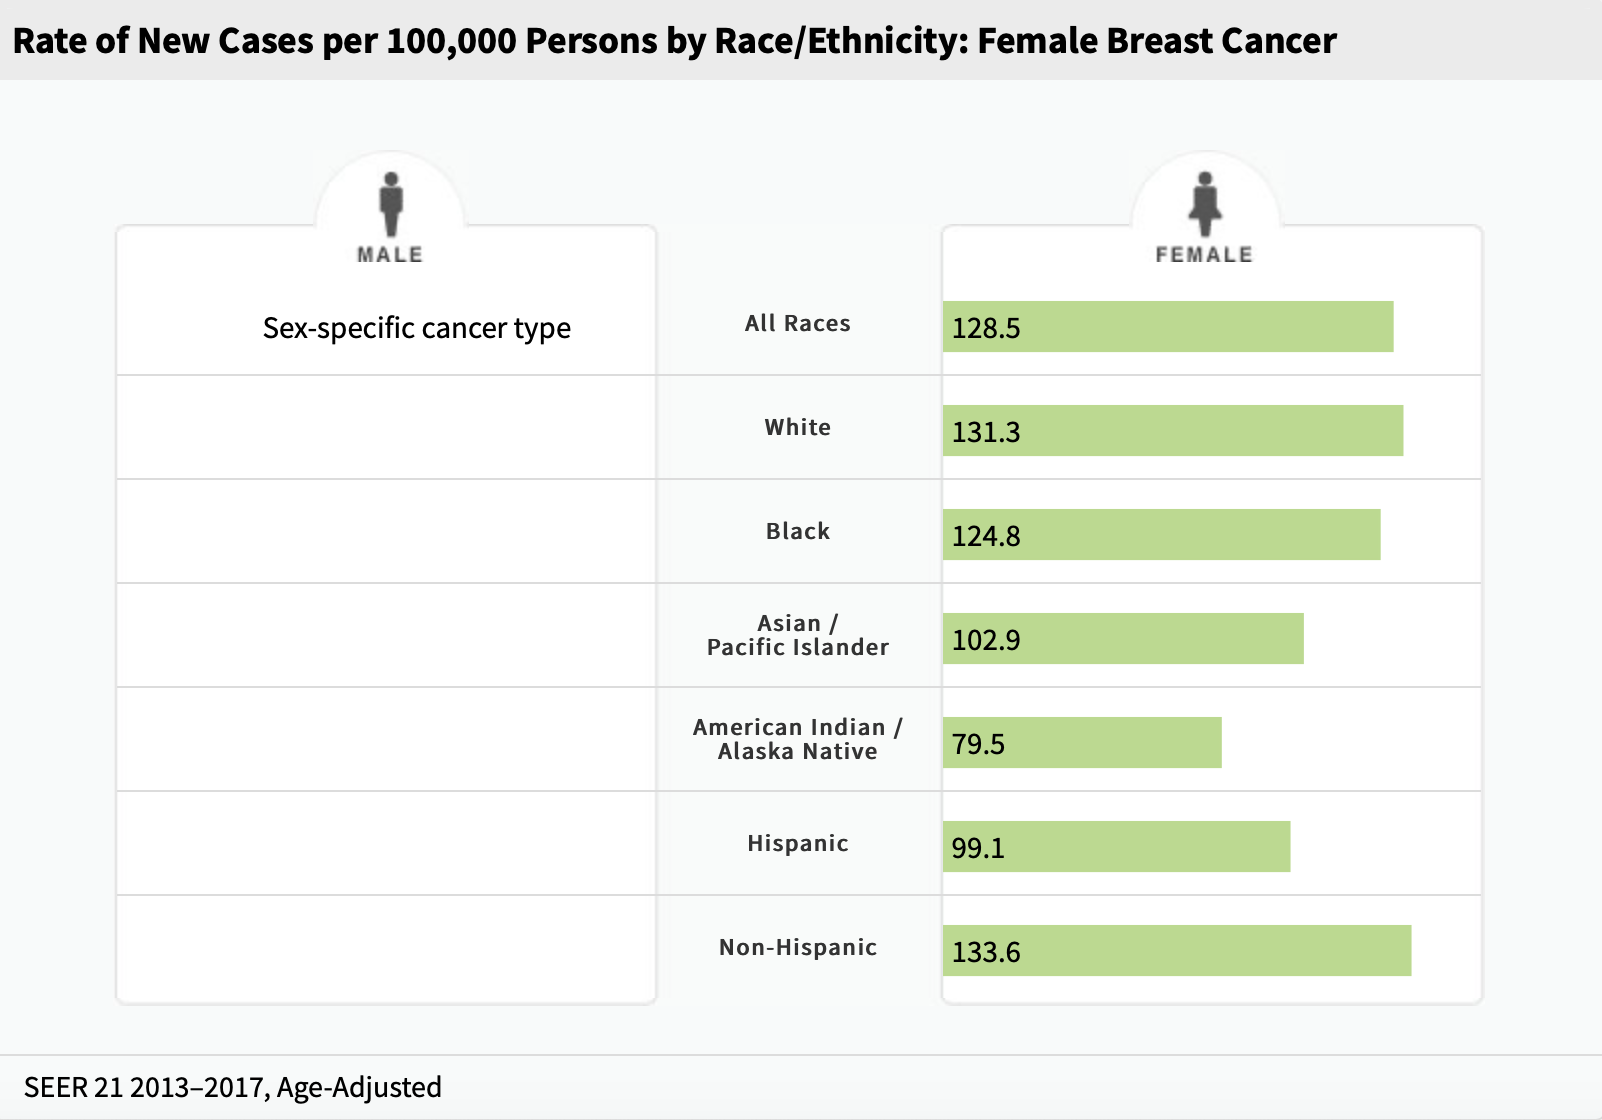 Rate of New Cases per 100,000 Persons by Race/Ethnicity: Female Breast Cancer
MALE
FEMALE
Sex-specific cancer type
All Races
128.5
White
131.3
Black
124.8
Asian /
Pacific Islander
102.9
American Indian /
Alaska Native
79.5
Hispanic
99.1
Non-Hispanic
133.6
SEER 21 2013–2017, Age-Adjusted